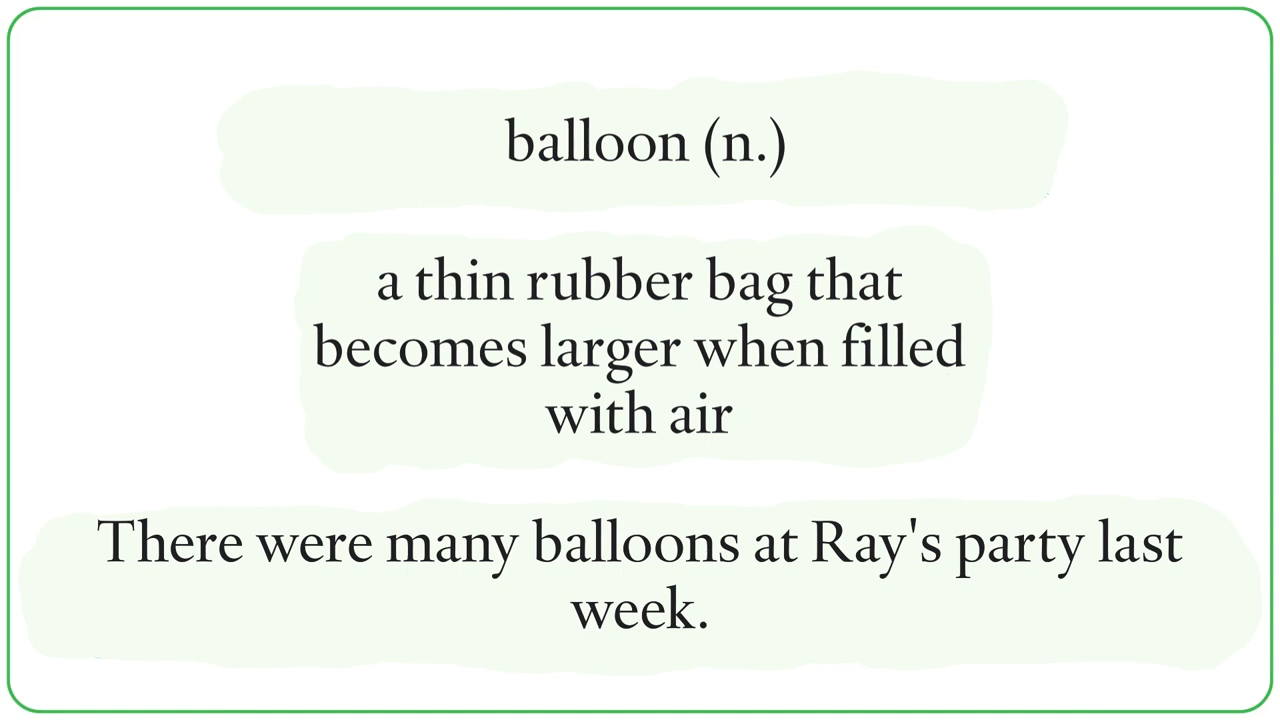 balloon (n.)
a thin rubber bag that
becomes larger when filled
with air
There were many balloons at Ray's party last
week.